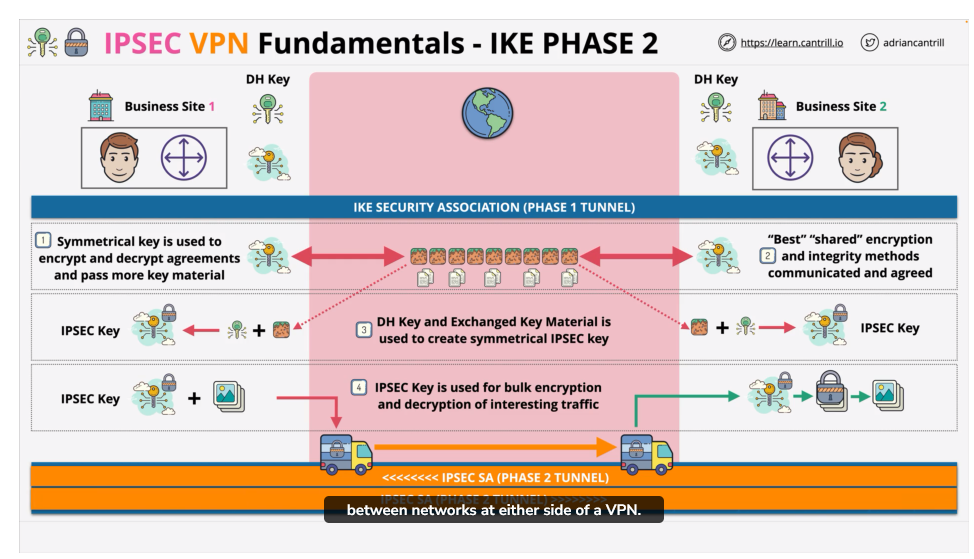 IPSEC VPN Fundamentals - IKE PHASE 2
https://learn.cantrill.io
adriancantrill
DH Key
DH Key
Business Site 1
Business Site 2
IKE SECURITY ASSOCIATION (PHASE 1 TUNNEL)
1 Symmetrical key is used to
encrypt and decrypt agreements
and pass more key material
“Best” “shared” encryption
2 and integrity methods
communicated and agreed
IPSEC Key
+
3 DH Key and Exchanged Key Material is
used to create symmetrical IPSEC key
+
IPSEC Key
IPSEC Key
+
4 IPSEC Key is used for bulk encryption
and decryption of interesting traffic
<<<<<<<< IPSEC SA (PHASE 2 TUNNEL)
IPSEC SA (PHASE 2 TUNNEL) >>>>>>>>
between networks at either side of a VPN.